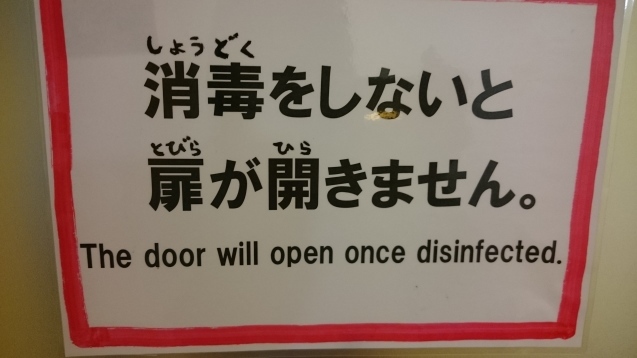 しょうどく
消毒をしないと
とびら ひら
扉が開きません。
The door will open once disinfected.